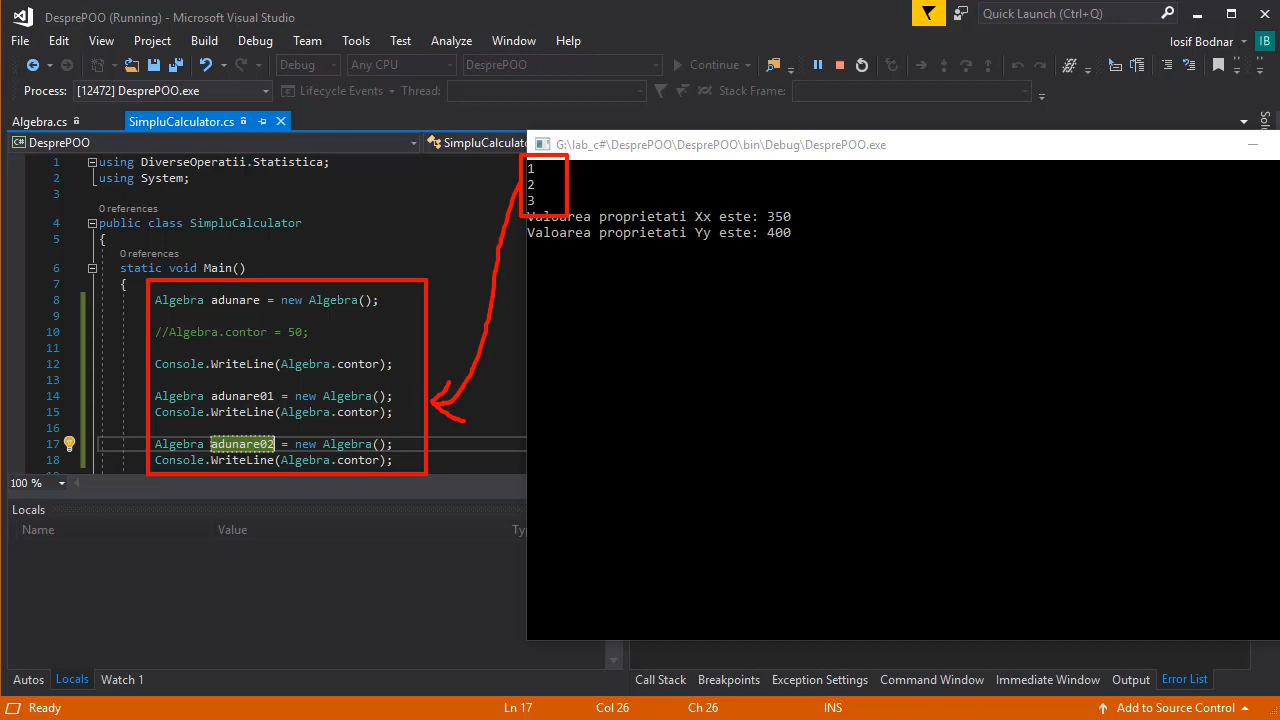 DesprePOO (Running) - Microsoft Visual Studio
Quick Launch (Ctrl+Q)
File Edit View Project Build Debug Team Tools Test Analyze Window Help
Iosif Bodnar IB
Debug Any CPU DesprePOO Continue
Process: [12472] DesprePOO.exe Lifecycle Events Thread: Stack Frame:
Algebra.cs SimpluCalculator.cs
DesprePOO SimpluCalculato
1 using DiverseOperatii.Statistica;
2 using System;
3
0 references
4 public class SimpluCalculator
5 {
0 references
6 static void Main()
7 {
8 Algebra adunare = new Algebra();
9
10 //Algebra.contor = 50;
11
12 Console.WriteLine(Algebra.contor);
13
14 Algebra adunare01 = new Algebra();
15 Console.WriteLine(Algebra.contor);
16
17 Algebra adunare02 = new Algebra();
18 Console.WriteLine(Algebra.contor);
100 %
G:\lab_c#\DesprePOO\DesprePOO\bin\Debug\DesprePOO.exe
1
2
3
Valoarea proprietati Xx este: 350
Valoarea proprietati Yy este: 400
Sol
Locals
Name Value Ty
Autos Locals Watch 1
Call Stack Breakpoints Exception Settings Command Window Immediate Window Output Error List
Ready Ln 17 Col 26 Ch 26 INS Add to Source Control